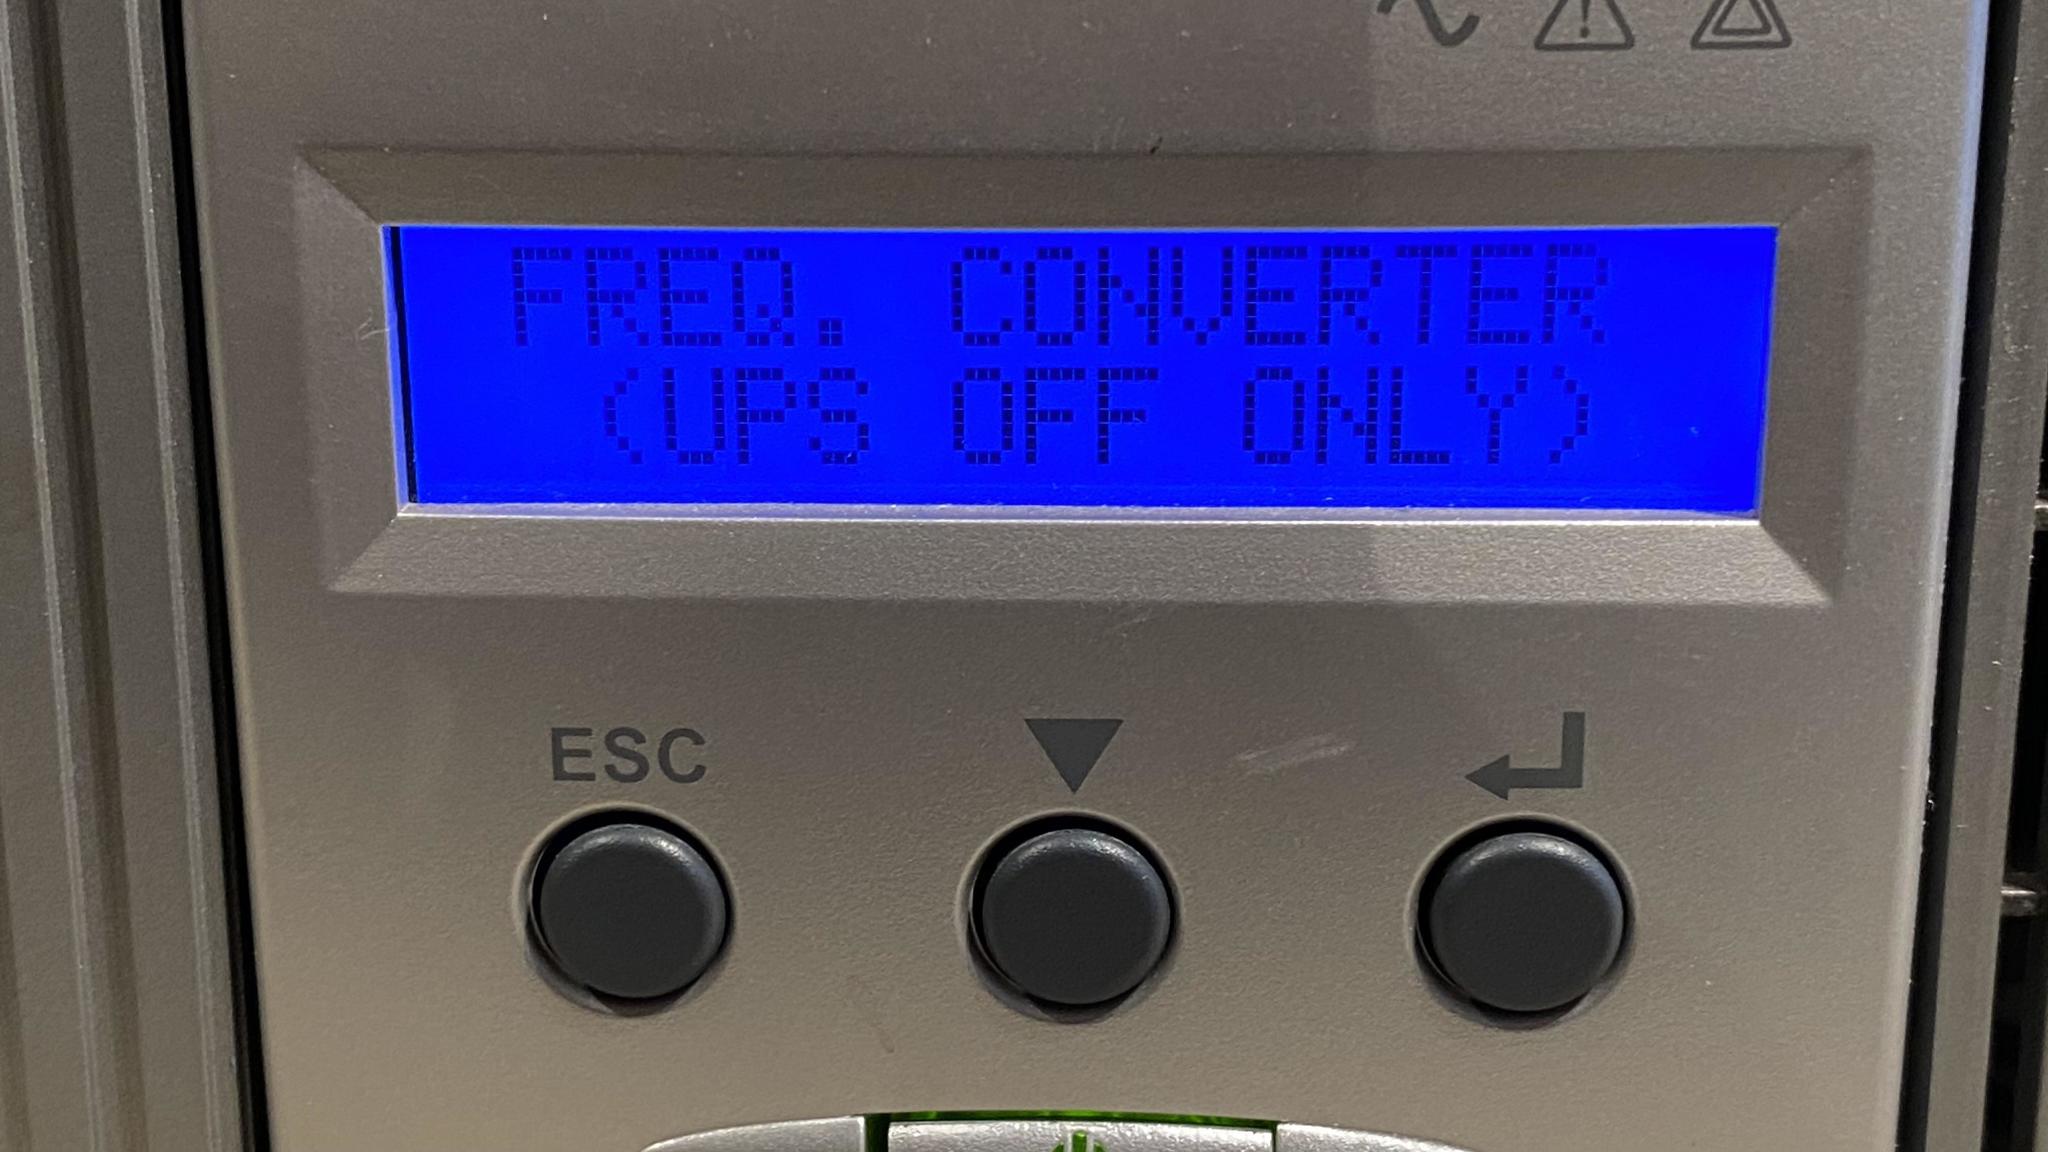 FREQ. CONVERTER
(UPS OFF ONLY)
ESC